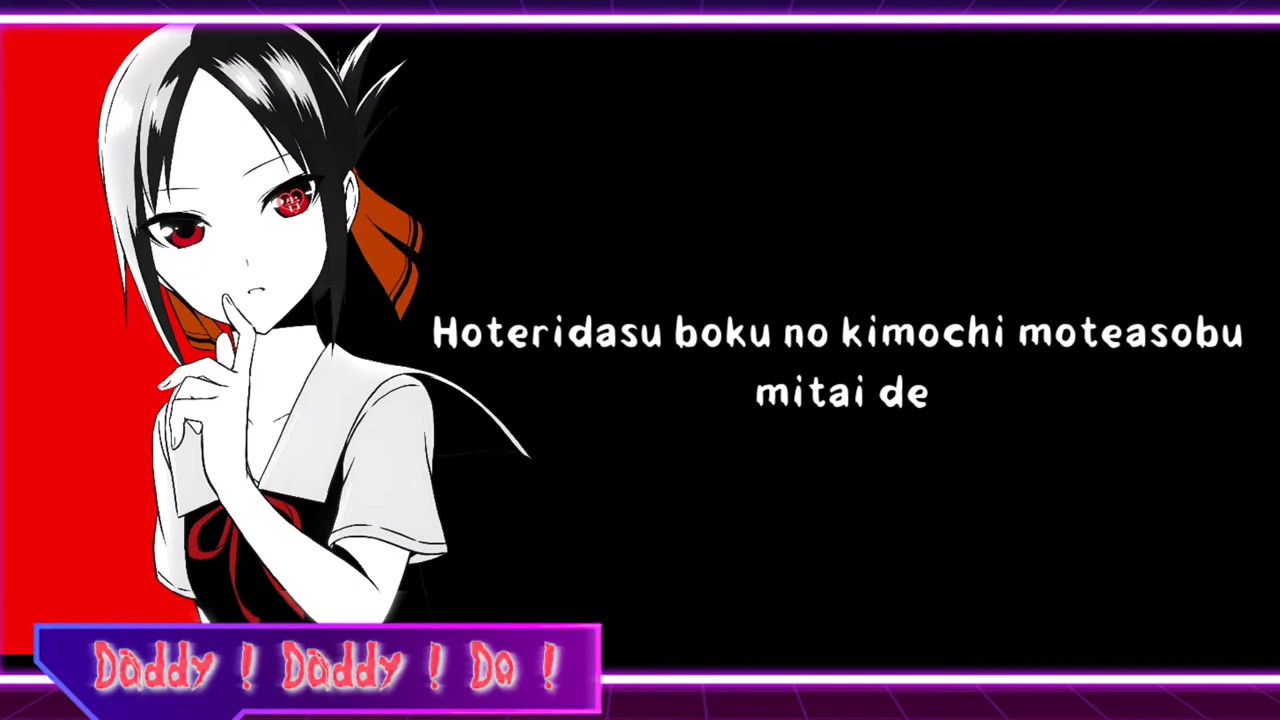 Hoteridasu boku no kimochi moteasobu
mitai de
Daddy ! Daddy ! Do !